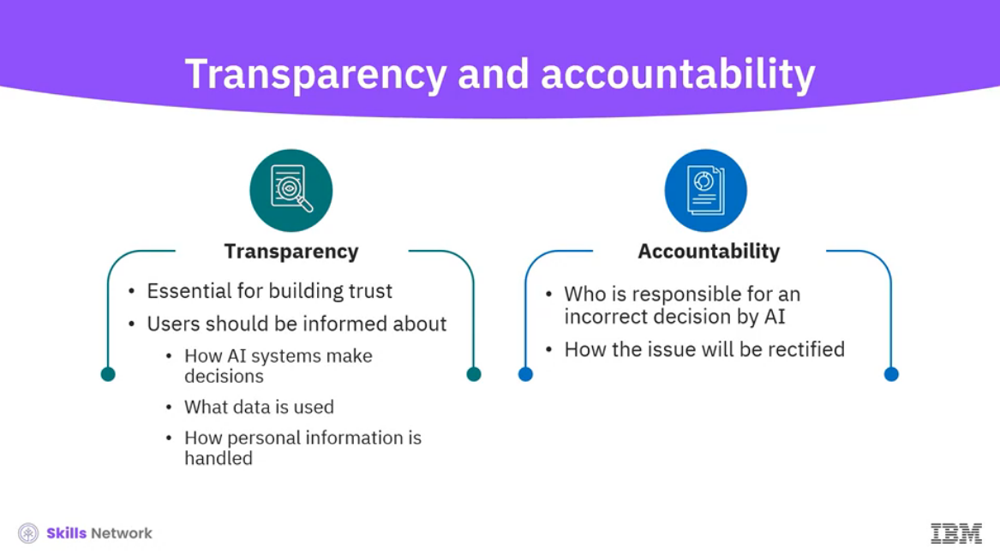 Transparency and accountability
Transparency
• Essential for building trust
• Users should be informed about
• How AI systems make
decisions
• What data is used
• How personal information is
handled
Accountability
• Who is responsible for an
incorrect decision by AI
• How the issue will be rectified
Skills Network
IBM